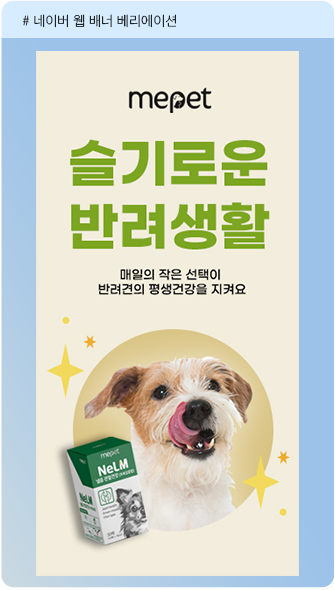 # 네이버 웹 배너 베리에이션
mepet
슬기로운
반려생활
매일의 작은 선택이
반려견의 평생건강을 지켜요
mepet
NeLM